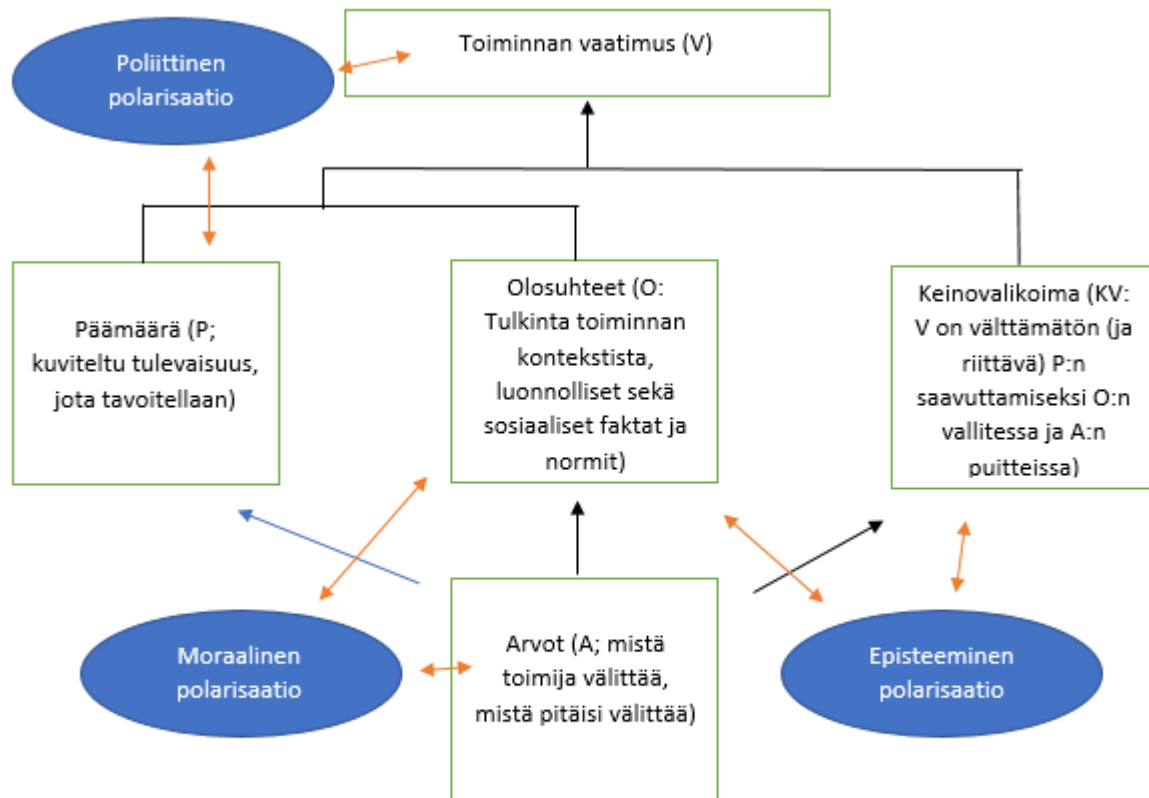 Toiminnan vaatimus (V)
Poliittinen
polarisaatio
Päämäärä (P;
kuviteltu tulevaisuus,
jota tavoitellaan)
Olosuhteet (O:
Tulkinta toiminnan
kontekstista,
luonnolliset sekä
sosiaaliset faktat ja
normit)
Keinovalikoima (KV:
V on välttämätön (ja
riittävä) P:n
saavuttamiseksi O:n
vallitessa ja A:n
puitteissa)
Moraalinen
polarisaatio
Arvot (A; mistä
toimija välittää,
mistä pitäisi välittää)
Episteeminen
polarisaatio